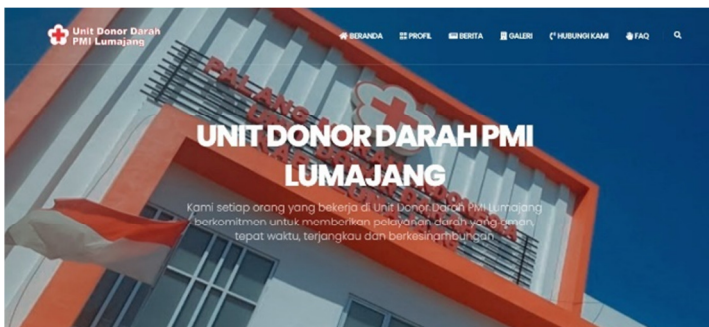 Unit Donor Darah
PMI Lumajang
BERANDA PROFIL BERITA GALERI HUBUNGI KAMI FAQ
PALANG
UNIT DONOR DARAH PMI
LUMAJANG
Kami setiap orang yang bekerja di Unit Donor Darah PMI Lumajang
berkomitmen untuk memberikan pelayanan darah yang aman,
tepat waktu, terjangkau dan berkesinambungan